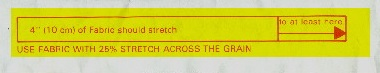 to at least here
4" (10 cm) of Fabric should stretch
USE FABRIC WITH 25% STRETCH ACROSS THE GRAIN